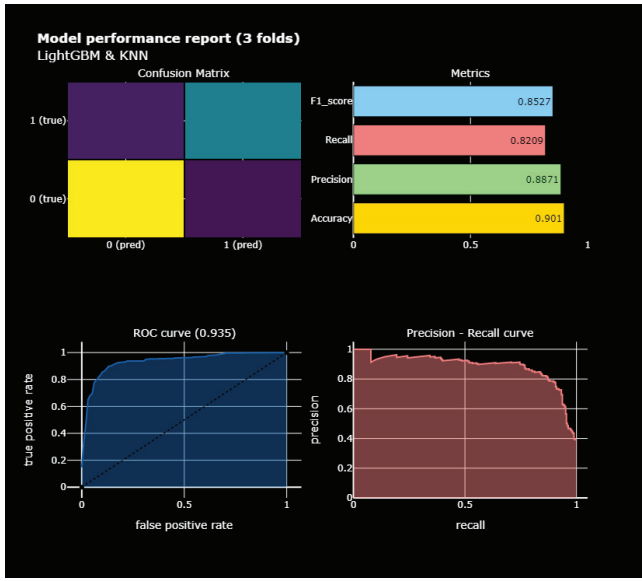 Model performance report (3 folds)
LightGBM & KNN
Confusion Matrix
1 (true)
0 (true)
0 (pred)
1 (pred)
Metrics
F1_score
0.8527
Recall
0.8209
Precision
0.8871
Accuracy
0.901
0
0.5
1
ROC curve (0.935)
true positive rate
1
0.8
0.6
0.4
0.2
0
0
0.5
1
false positive rate
Precision - Recall curve
precision
1
0.8
0.6
0.4
0.2
0
0
0.5
1
recall